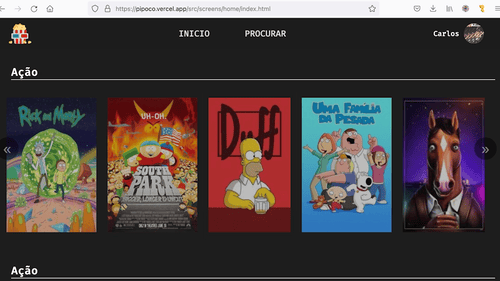 https://pipoco.vercel.app/src/screens/home/index.html
INICIO PROCURAR Carlos
Ação
Rick and Morty
UH-OH.
SOUTH PARK
BIGGER, LONGER & UNCUT
Duff
UMA FAMÍLIA DA PESADA
« »
Ação